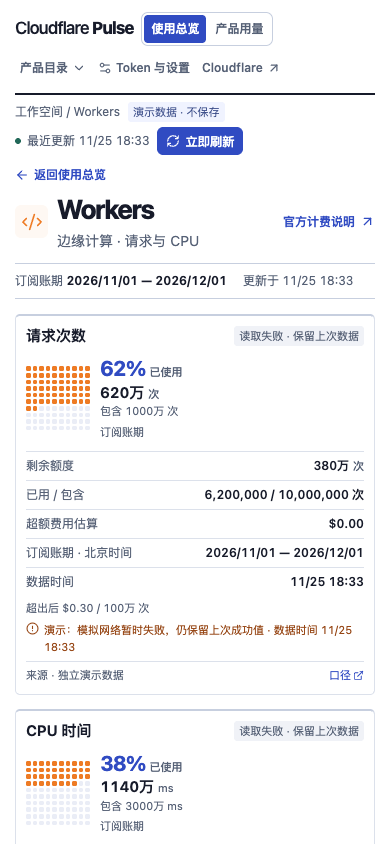 Cloudflare Pulse 使用总览 产品用量
产品目录 Token 与设置 Cloudflare
工作空间 / Workers 演示数据 · 不保存
最近更新 11/25 18:33 立即刷新
返回使用总览
Workers
边缘计算 · 请求与 CPU
官方计费说明
订阅账期 2026/11/01 — 2026/12/01 更新于 11/25 18:33
请求次数 读取失败 · 保留上次数据
62% 已使用
620万 次
包含 1000万 次
订阅账期
剩余额度 380万 次
已用 / 包含 6,200,000 / 10,000,000 次
超额费用估算 $0.00
订阅账期 · 北京时间 2026/11/01 — 2026/12/01
数据时间 11/25 18:33
超出后 $0.30 / 100万 次
演示：模拟网络暂时失败，仍保留上次成功值 · 数据时间 11/25
18:33
来源 · 独立演示数据 口径
CPU 时间 读取失败 · 保留上次数据
38% 已使用
1140万 ms
包含 3000万 ms
订阅账期